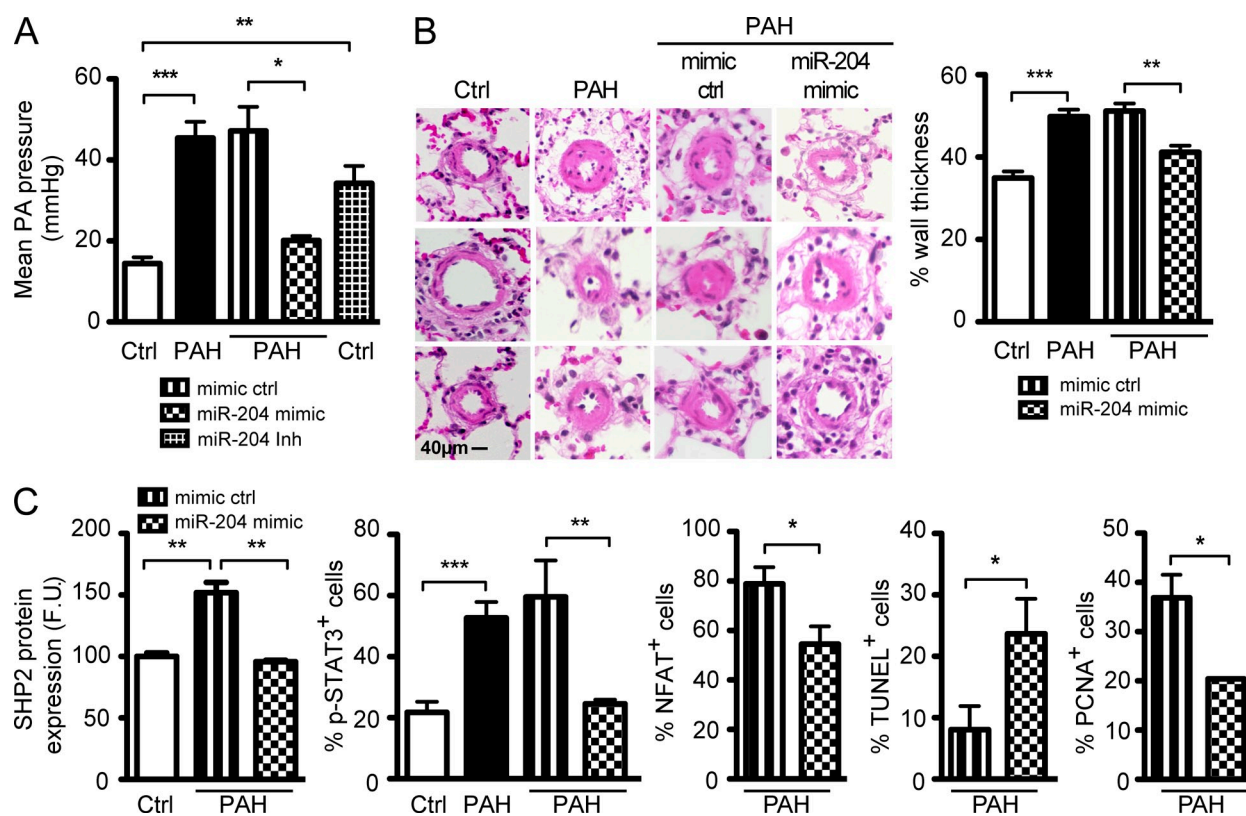 A
Mean PA pressure
(mmHg)
60
40
20
0
**
***
*
Ctrl PAH PAH Ctrl
mimic ctrl
miR-204 mimic
miR-204 Inh
B
PAH
Ctrl PAH mimic miR-204
ctrl mimic
40µm
% wall thickness
60
40
20
0
***
**
Ctrl PAH PAH
mimic ctrl
miR-204 mimic
C
mimic ctrl
miR-204 mimic
SHP2 protein
expression (F.U.)
200
150
100
50
0
** **
Ctrl PAH
% p-STAT3+ cells
80
60
40
20
0
***
**
Ctrl PAH PAH
% NFAT+ cells
100
80
60
40
20
0
*
PAH
% TUNEL+ cells
40
30
20
10
0
*
PAH
% PCNA+ cells
50
40
30
20
10
0
*
PAH